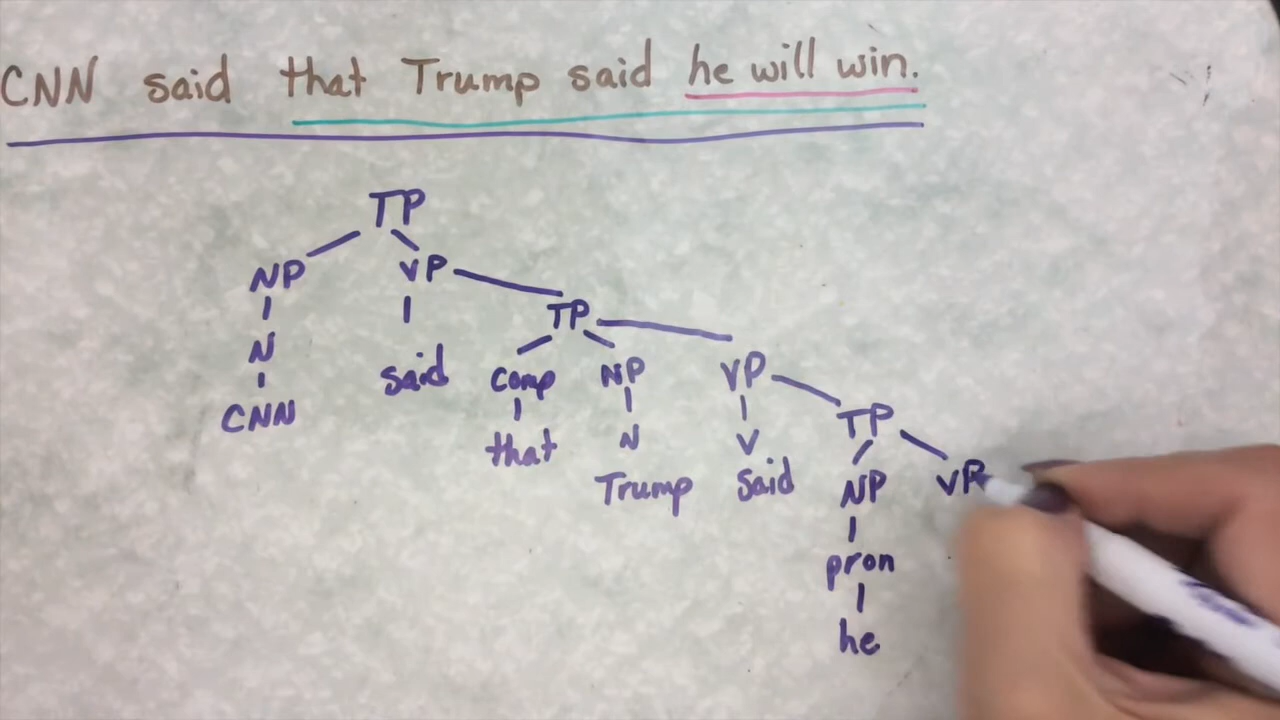 CNN said that Trump said he will win.
TP
NP VP
TP
N said Comp NP VP
CNN that N V TP
Trump said NP VP
pron
he